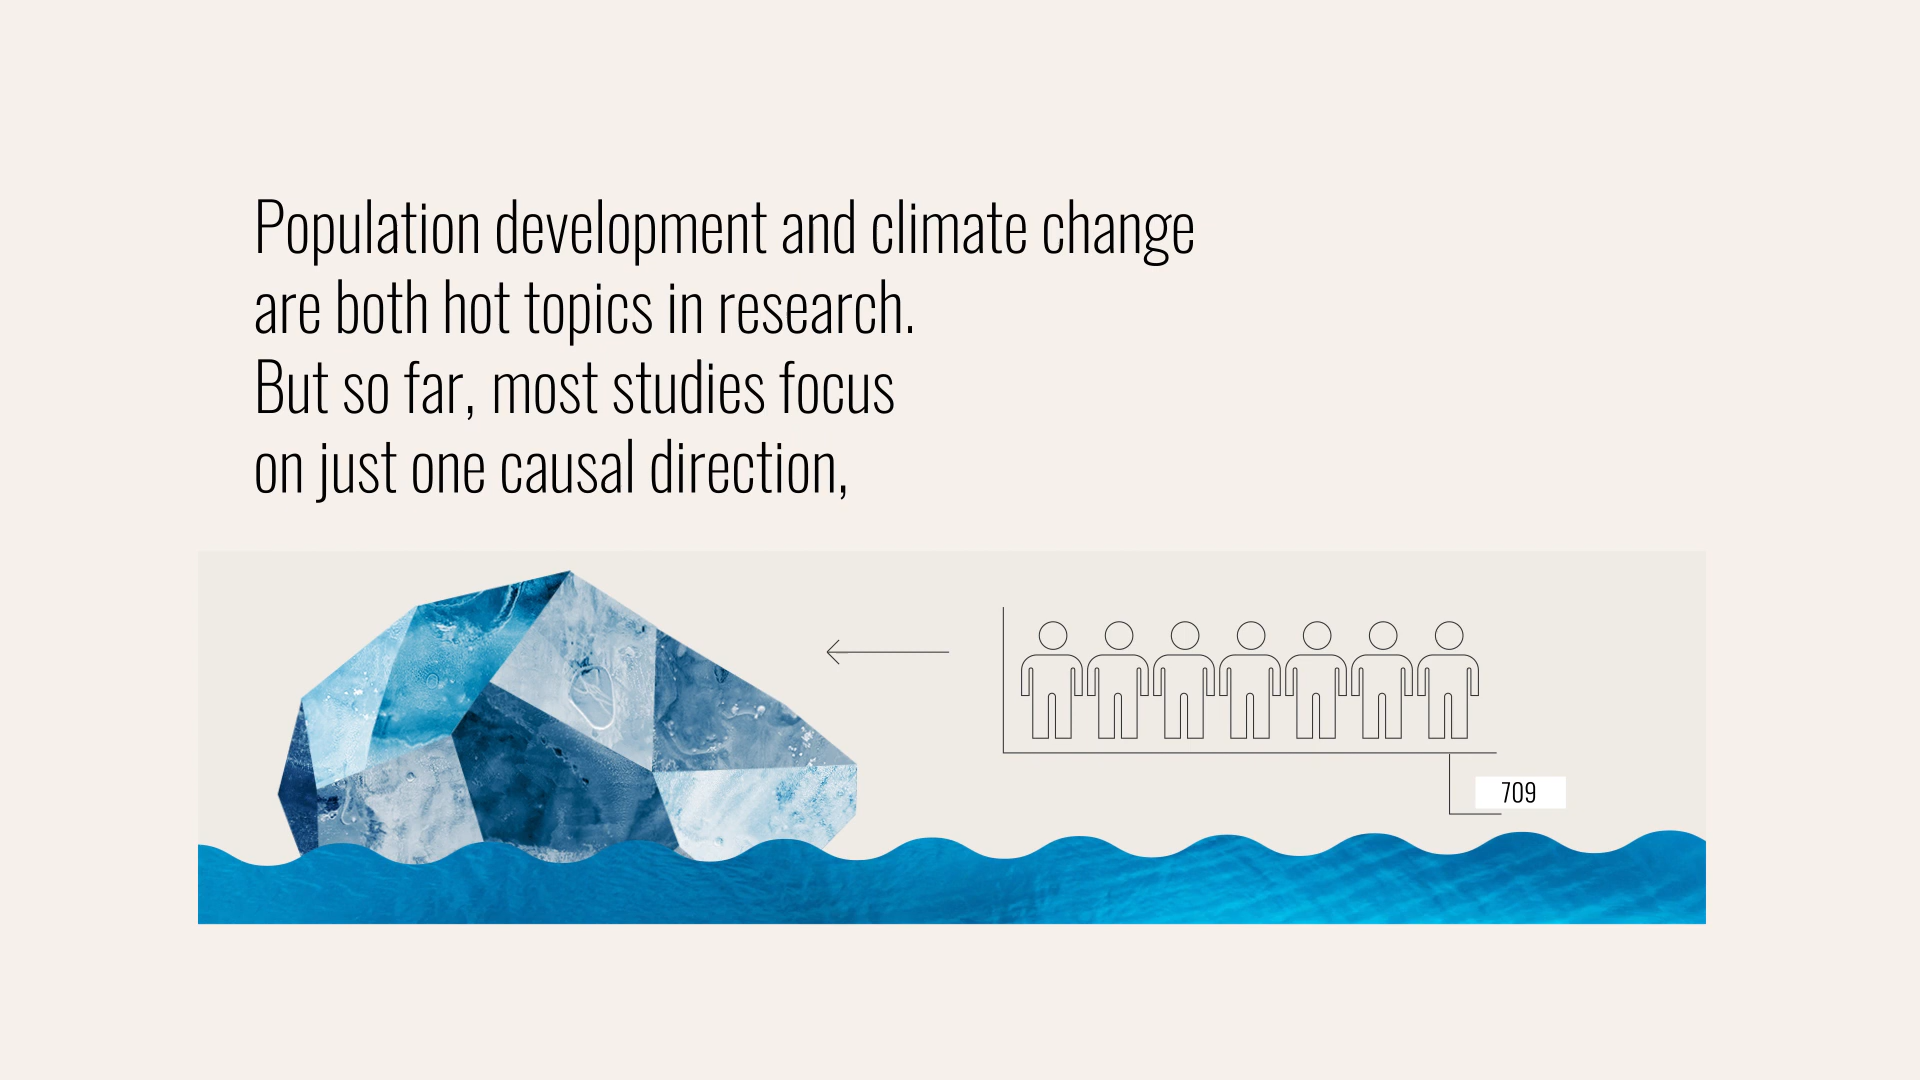 Population development and climate change
are both hot topics in research.
But so far, most studies focus
on just one causal direction,
709